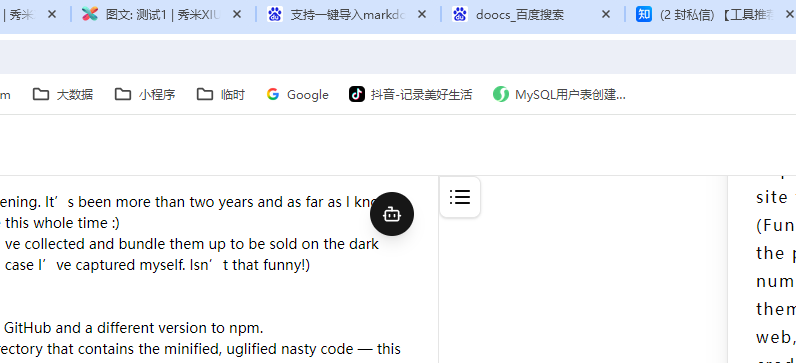 秀米 图文: 测试1 | 秀米XIU 支持一键导入markdo doocs_百度搜索 知 (2 封私信) 【工具推荐
m 大数据 小程序 临时 Google 抖音-记录美好生活 MySQL用户表创建...
ening. It’s been more than two years and as far as I kno
this whole time :)
've collected and bundle them up to be sold on the dark
case I’ve captured myself. Isn’t that funny!)
GitHub and a different version to npm.
rectory that contains the minified, uglified nasty code — this
site
(Fun
the p
num
them
web,